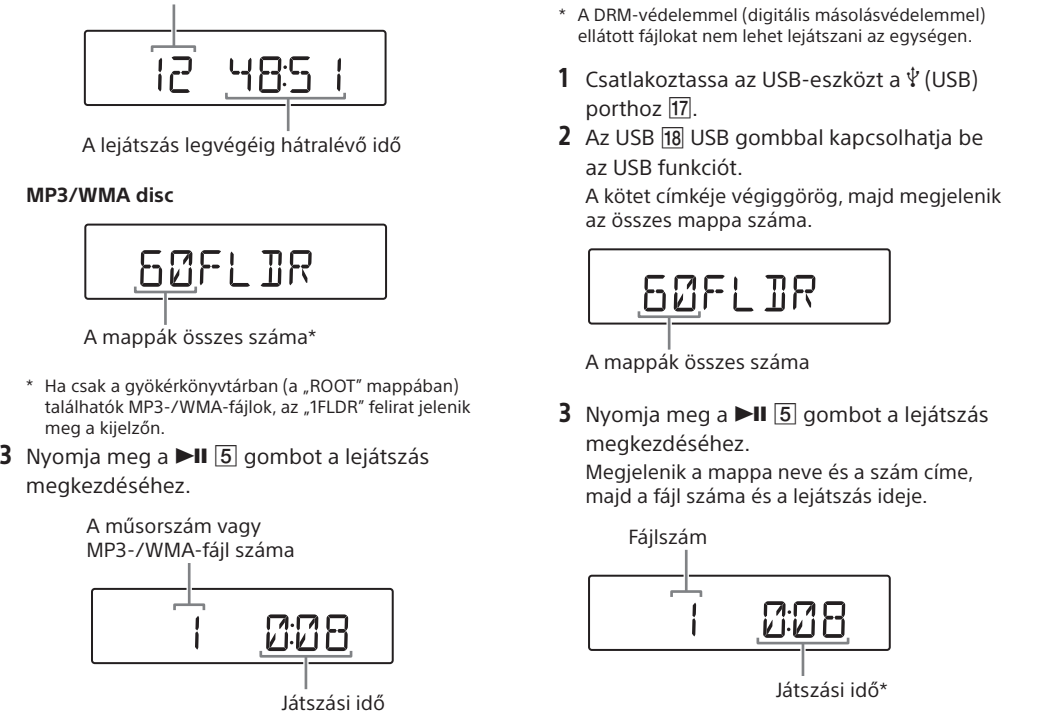 12 48:51
A lejátszás legvégéig hátralévő idő
MP3/WMA disc
60FLDR
A mappák összes száma*
* Ha csak a gyökérkönyvtárban (a „ROOT” mappában)
találhatók MP3-/WMA-fájlok, az „1FLDR” felirat jelenik
meg a kijelzőn.
3 Nyomja meg a ►II 5 gombot a lejátszás
megkezdéséhez.
A műsorszám vagy
MP3-/WMA-fájl száma
1 0:08
Játszási idő
* A DRM-védelemmel (digitális másolásvédelemmel)
ellátott fájlokat nem lehet lejátszani az egységen.
1 Csatlakoztassa az USB-eszközt a (USB)
porthoz 17.
2 Az USB 18 USB gombbal kapcsolhatja be
az USB funkciót.
A kötet címkéje végiggörög, majd megjelenik
az összes mappa száma.
60FLDR
A mappák összes száma
3 Nyomja meg a ►II 5 gombot a lejátszás
megkezdéséhez.
Megjelenik a mappa neve és a szám címe,
majd a fájl száma és a lejátszás ideje.
Fájlszám
1 0:08
Játszási idő*